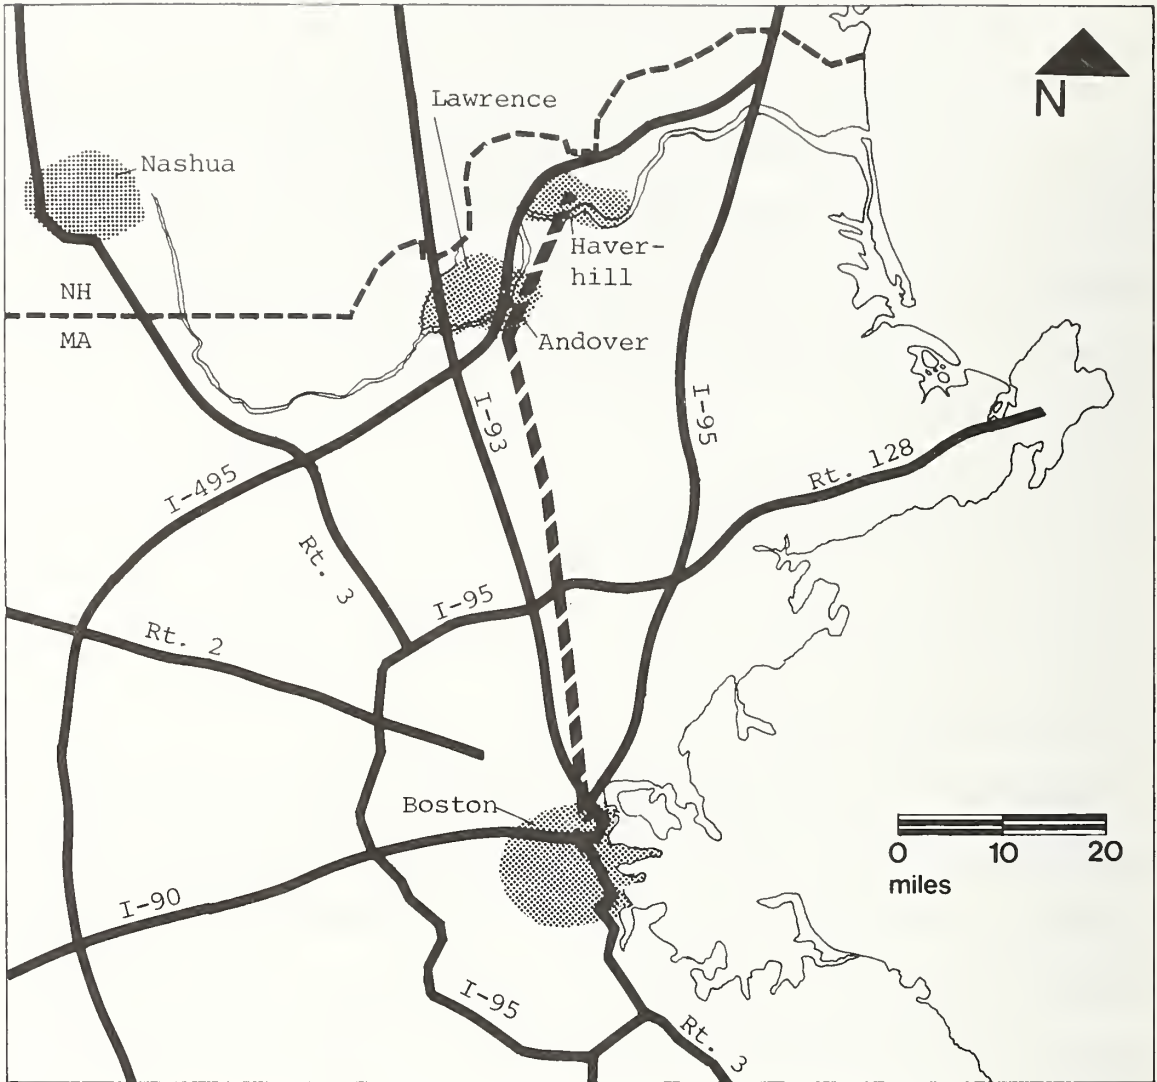 N
Lawrence
Nashua
Haver-
hill
NH
MA
Andover
I-93
I-95
Rt. 128
I-495
Rt. 3
I-95
Rt. 2
Boston
0 10 20
miles
I-90
I-95
Rt. 3